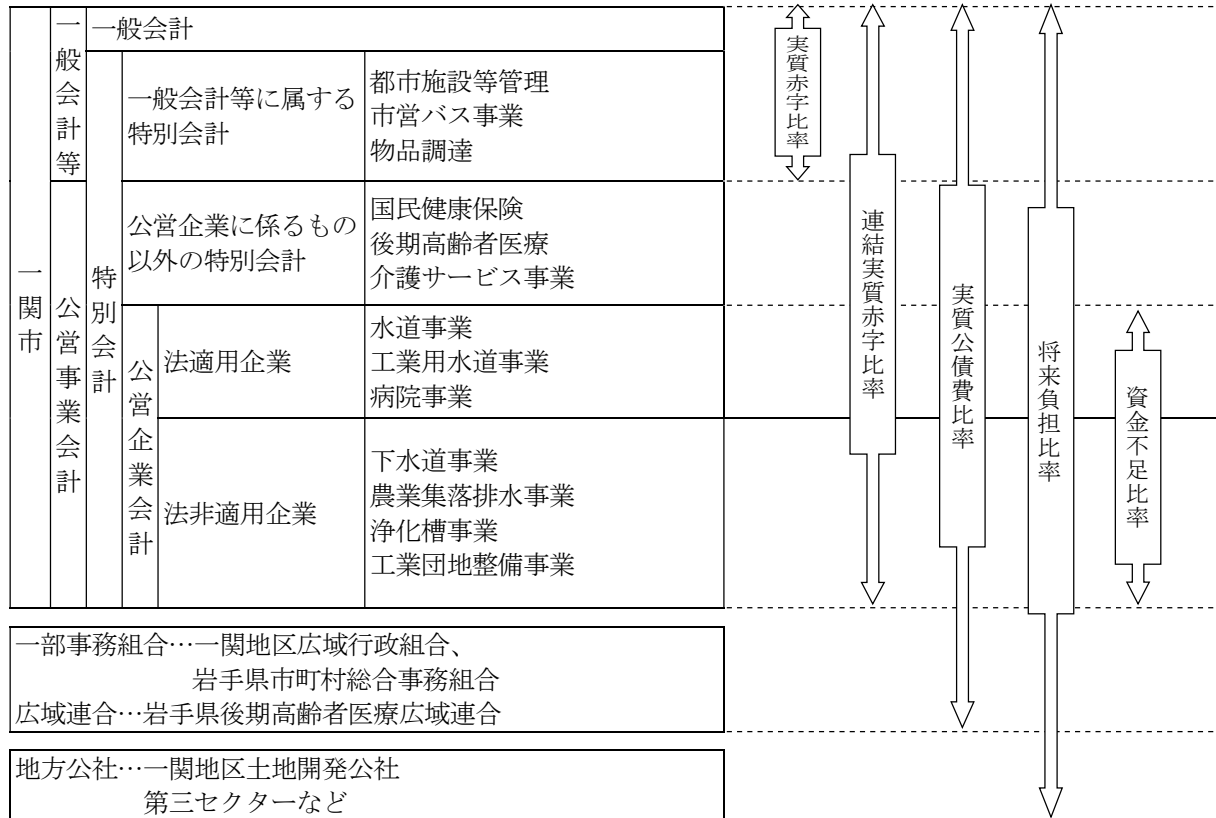 一関市
一般会計等
公営事業会計
一般会計
特別会計
一般会計等に属する
特別会計
都市施設等管理
市営バス事業
物品調達
公営企業に係るもの
以外の特別会計
国民健康保険
後期高齢者医療
介護サービス事業
公営企業会計
法適用企業
水道事業
工業用水道事業
病院事業
法非適用企業
下水道事業
農業集落排水事業
浄化槽事業
工業団地整備事業
実質赤字比率
連結実質赤字比率
実質公債費比率
将来負担比率
資金不足比率
一部事務組合…一関地区広域行政組合、
岩手県市町村総合事務組合
広域連合…岩手県後期高齢者医療広域連合
地方公社…一関地区土地開発公社
第三セクターなど